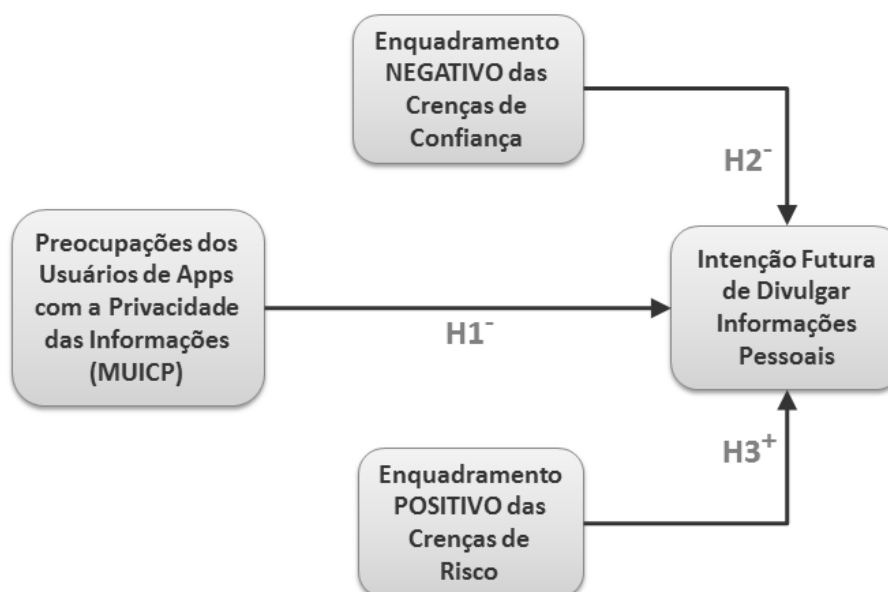 Enquadramento
NEGATIVO das
Crenças de
Confiança
H2⁻
Preocupações dos
Usuários de Apps
com a Privacidade
das Informações
(MUICP)
H1⁻
Intenção Futura
de Divulgar
Informações
Pessoais
H3⁺
Enquadramento
POSITIVO das
Crenças de
Risco